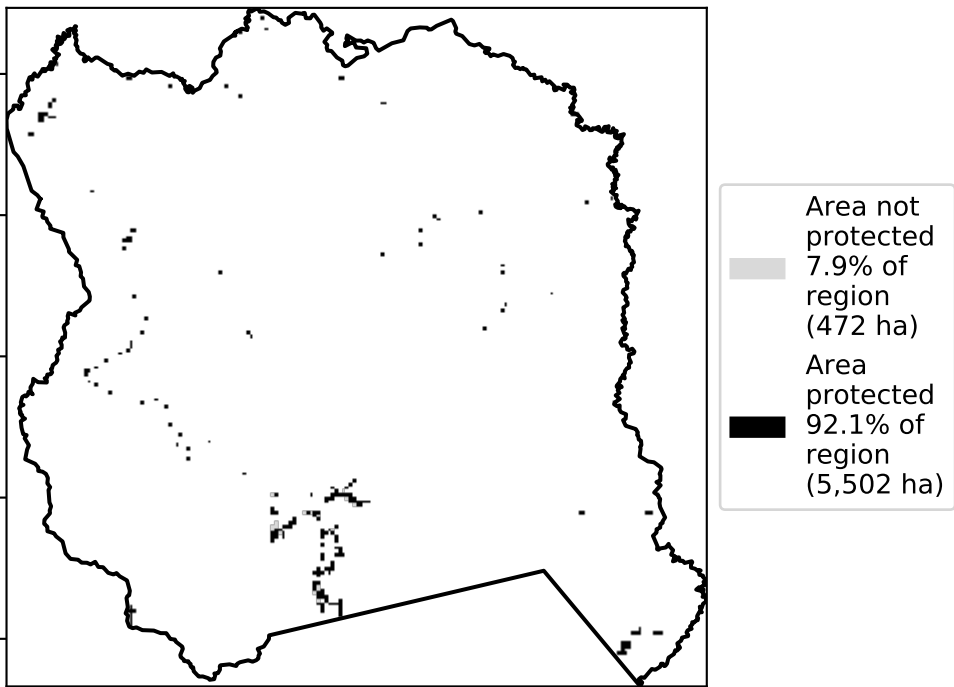 Area not
protected
7.9% of
region
(472 ha)
Area
protected
92.1% of
region
(5,502 ha)